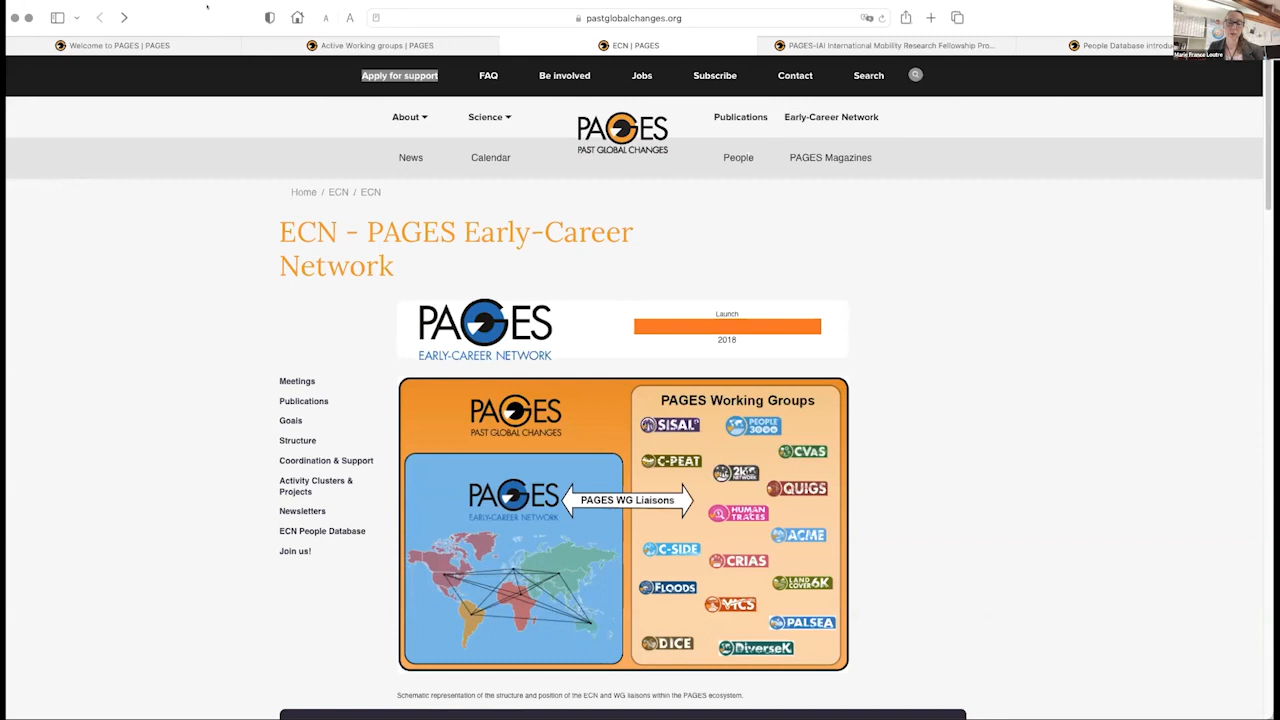 pastglobalchanges.org
Welcome to PAGES | PAGES
Active Working groups | PAGES
ECN | PAGES
PAGES-IAI International Mobility Research Fellowship Pro...
People Database introdu
Marie France Loutre
Apply for support
FAQ
Be involved
Jobs
Subscribe
Contact
Search
About
Science
PAGES
PAST GLOBAL CHANGES
Publications
Early-Career Network
News
Calendar
People
PAGES Magazines
Home / ECN / ECN
ECN - PAGES Early-Career
Network
PAGES
EARLY-CAREER NETWORK
Launch
2018
Meetings
Publications
Goals
Structure
Coordination & Support
Activity Clusters &
Projects
Newsletters
ECN People Database
Join us!
PAGES
PAST GLOBAL CHANGES
PAGES
EARLY-CAREER NETWORK
PAGES WG Liaisons
PAGES Working Groups
SISAL
PEOPLE
3000
CVAS
C-PEAT
2K
NETWORK
QUIGS
HUMAN
TRACES
ACME
C-SIDE
CRIAS
FLOODS
LAND
COVER6K
VICS
PALSEA
DICE
DiverseK
Schematic representation of the structure and position of the ECN and WG liaisons within the PAGES ecosystem.